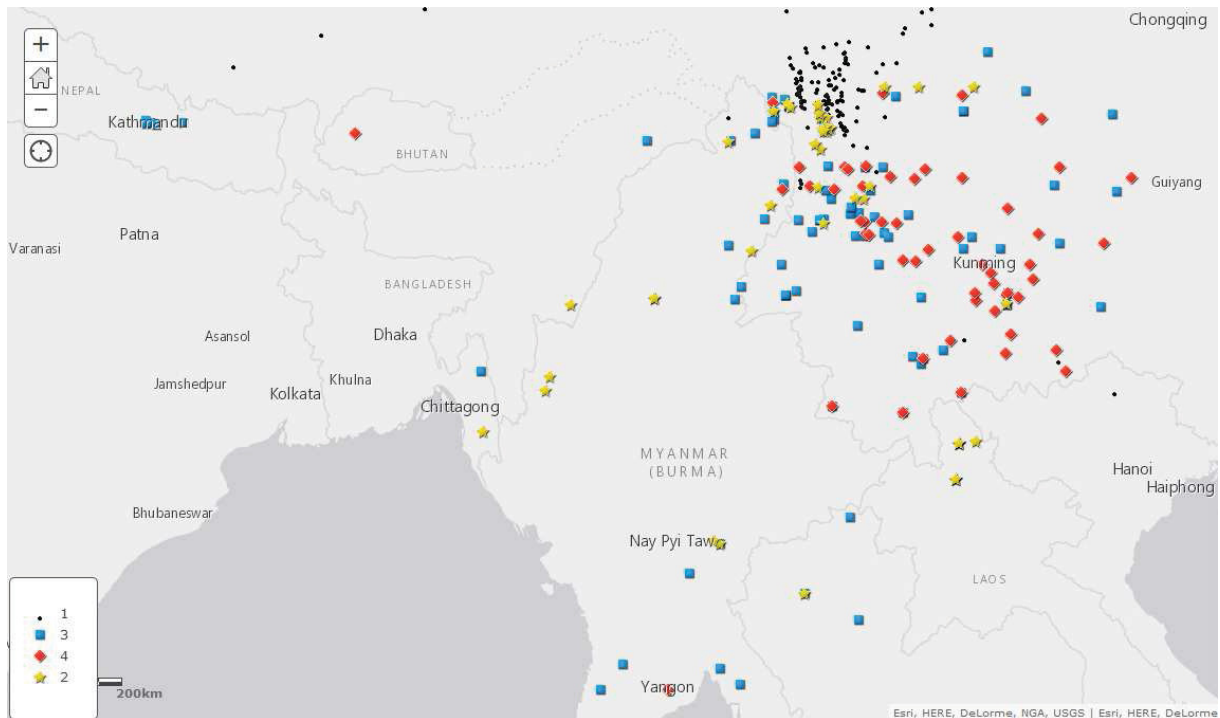 Chongqing
+
NEPAL
−
Kathmandu
BHUTAN
Guiyang
Patna
Varanasi
Kunming
BANGLADESH
Asansol
Dhaka
Jamshedpur
Khulna
Kolkata
Chittagong
MYANMAR
(BURMA)
Hanoi
Haiphong
Bhubaneswar
Nay Pyi Taw
LAOS
1
3
4
2
Yangon
200km
Esri, HERE, DeLorme, NGA, USGS | Esri, HERE, DeLorme